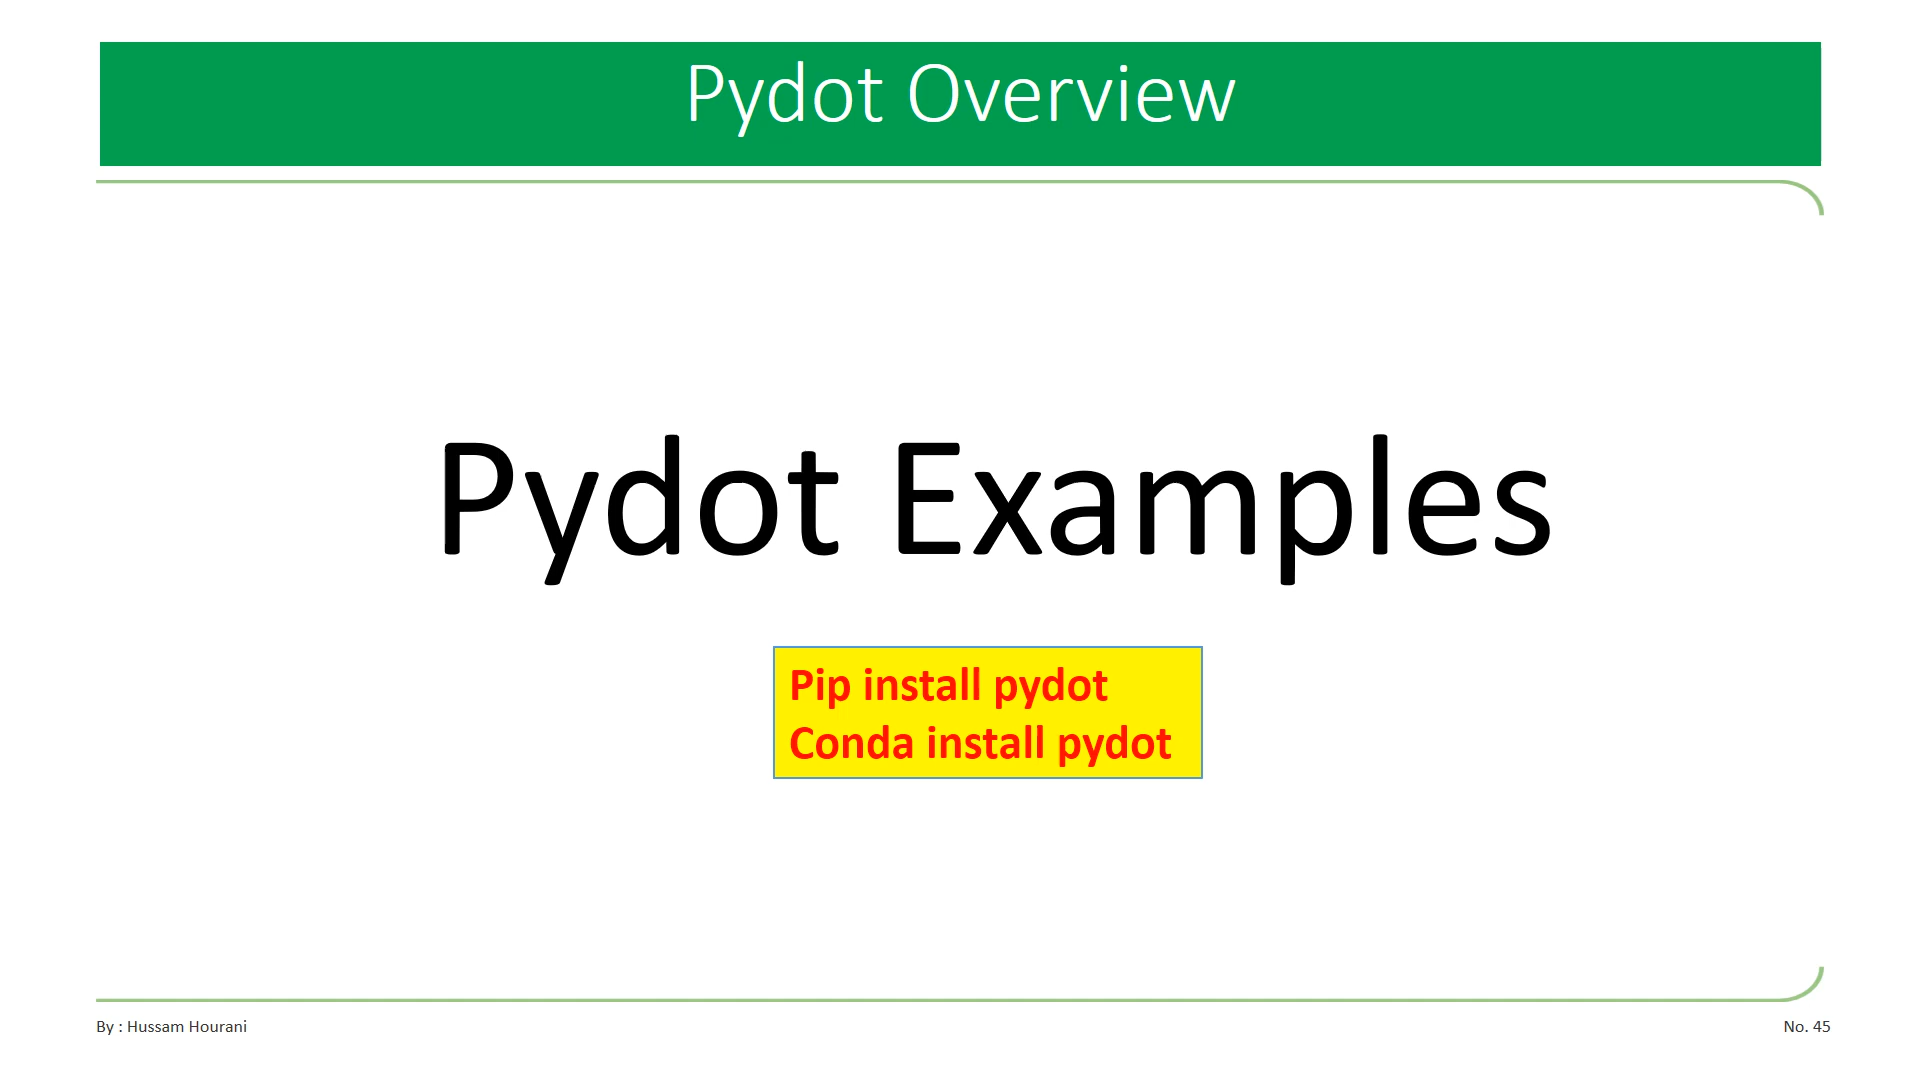 Pydot Overview
Pydot Examples
Pip install pydot
Conda install pydot
By : Hussam Hourani
No. 45